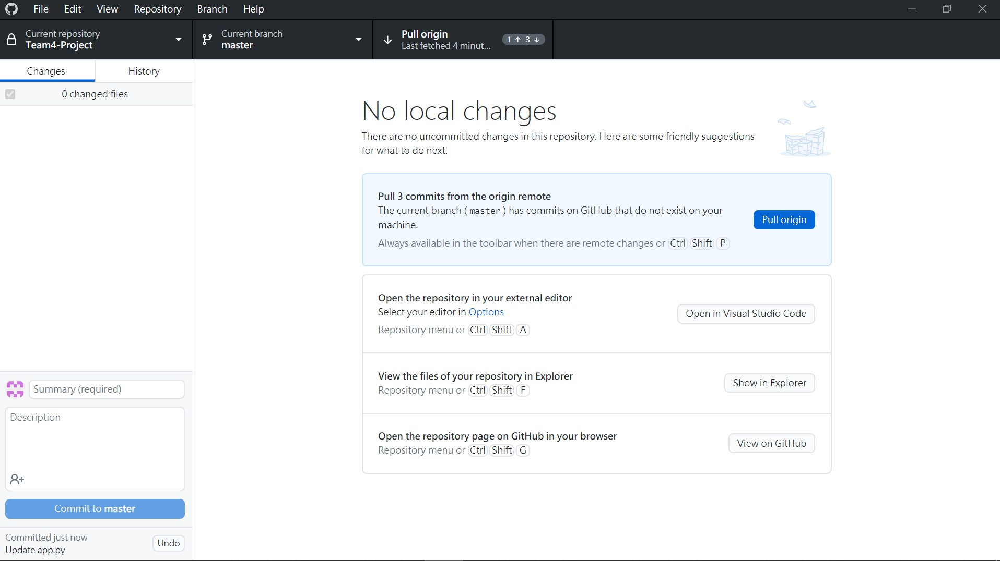 File Edit View Repository Branch Help
Current repository
Team4-Project
Current branch
master
Pull origin
Last fetched 4 minut...
1 ↑ 3 ↓
Changes
History
0 changed files
No local changes
There are no uncommitted changes in this repository. Here are some friendly suggestions
for what to do next.
Pull 3 commits from the origin remote
The current branch ( master ) has commits on GitHub that do not exist on your
machine.
Always available in the toolbar when there are remote changes or Ctrl Shift P
Pull origin
Open the repository in your external editor
Select your editor in Options
Repository menu or Ctrl Shift A
Open in Visual Studio Code
View the files of your repository in Explorer
Repository menu or Ctrl Shift F
Show in Explorer
Open the repository page on GitHub in your browser
Repository menu or Ctrl Shift G
View on GitHub
Summary (required)
Description
Commit to master
Committed just now
Update app.py
Undo